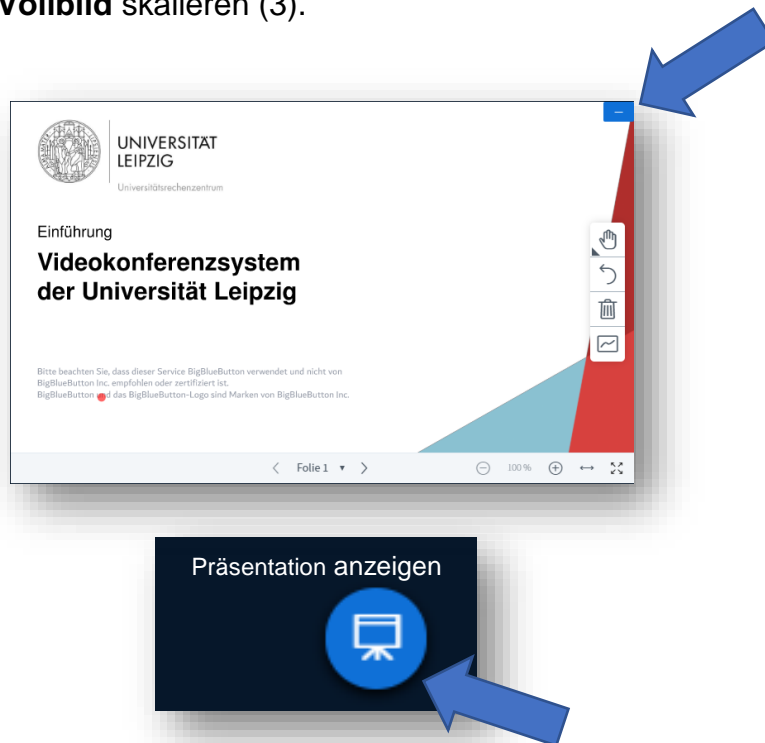 Vollbild skalieren (3).
UNIVERSITÄT
LEIPZIG
Universitätsrechenzentrum
Einführung
Videokonferenzsystem
der Universität Leipzig
Bitte beachten Sie, dass dieser Service BigBlueButton verwendet und nicht von
BigBlueButton Inc. empfohlen oder zertifiziert ist.
BigBlueButton und das BigBlueButton-Logo sind Marken von BigBlueButton Inc.
Folie 1
100 %
Präsentation anzeigen